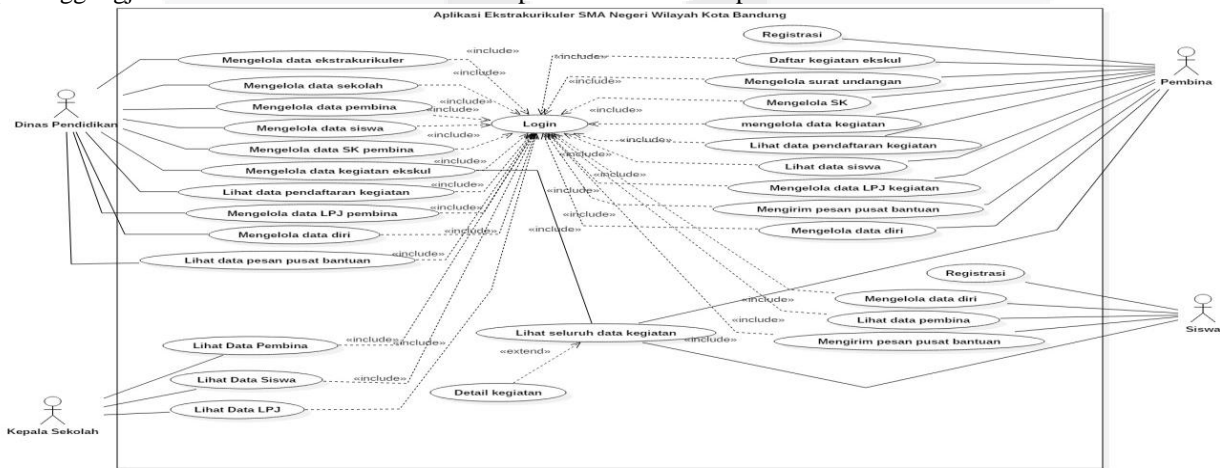 Aplikasi Ekstrakurikuler SMA Negeri Wilayah Kota Bandung
Dinas Pendidikan
Mengelola data ekstrakurikuler
Mengelola data sekolah
Mengelola data pembina
Mengelola data siswa
Mengelola data SK pembina
Mengelola data kegiatan ekskul
Lihat data pendaftaran kegiatan
Mengelola data LPJ pembina
Mengelola data diri
Lihat data pesan pusat bantuan
«include»
«include»
«include»
«include»
«include»
«include»
«include»
«include»
«include»
«include»
Login
Pembina
Registrasi
Daftar kegiatan ekskul
Mengelola surat undangan
Mengelola SK
mengelola data kegiatan
Lihat data pendaftaran kegiatan
Lihat data siswa
Mengelola data LPJ kegiatan
Mengirim pesan pusat bantuan
Mengelola data diri
«include»
«include»
«include»
«include»
«include»
«include»
«include»
«include»
«include»
Siswa
Registrasi
Mengelola data diri
Lihat data pembina
Mengirim pesan pusat bantuan
«include»
«include»
«include»
Lihat seluruh data kegiatan
«extend»
Detail kegiatan
Kepala Sekolah
Lihat Data Pembina
Lihat Data Siswa
Lihat Data LPJ
«include»
«include»
«include»